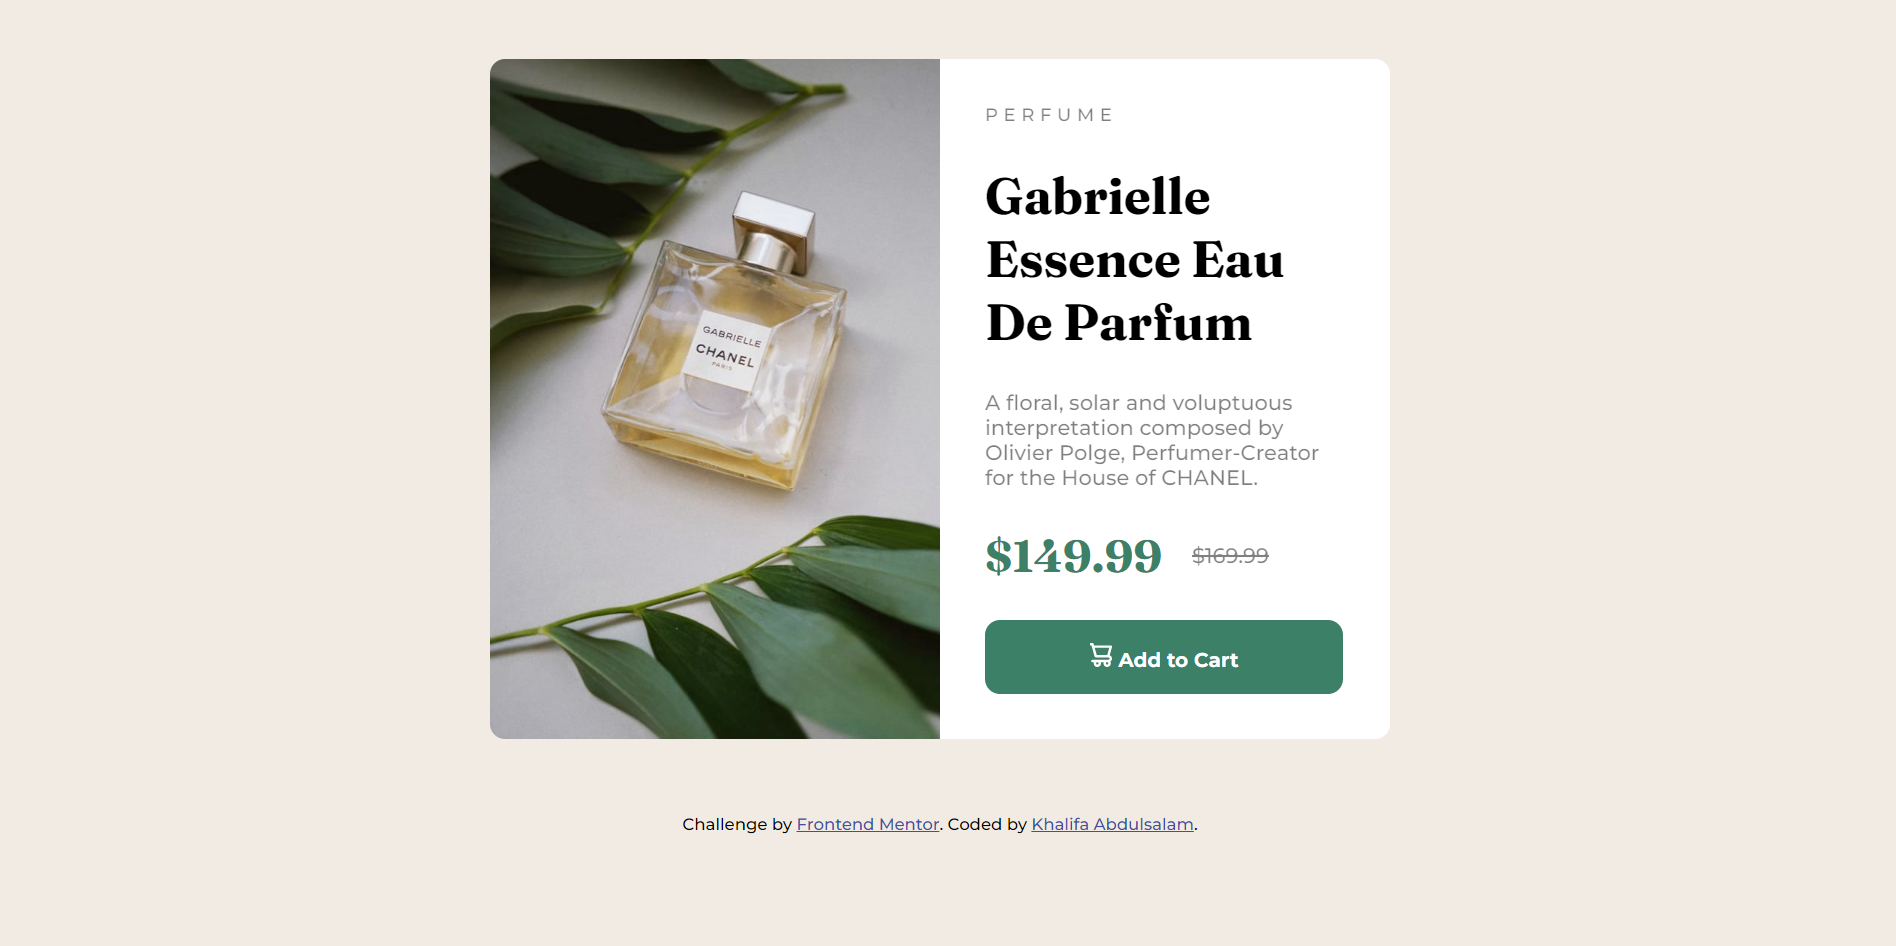 GABRIELLE
CHANEL
PARIS
PERFUME
Gabrielle
Essence Eau
De Parfum
A floral, solar and voluptuous
interpretation composed by
Olivier Polge, Perfumer-Creator
for the House of CHANEL.
$149.99 $169.99
Add to Cart
Challenge by Frontend Mentor. Coded by Khalifa Abdulsalam.